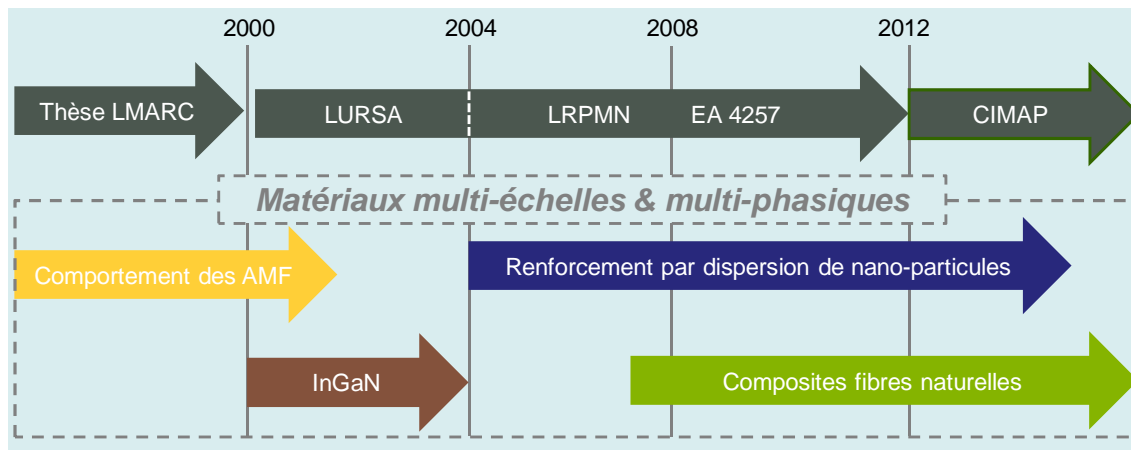 2000 2004 2008 2012
Thèse LMARC LURSA LRPMN EA 4257 CIMAP
Matériaux multi-échelles & multi-phasiques
Comportement des AMF Renforcement par dispersion de nano-particules
InGaN Composites fibres naturelles